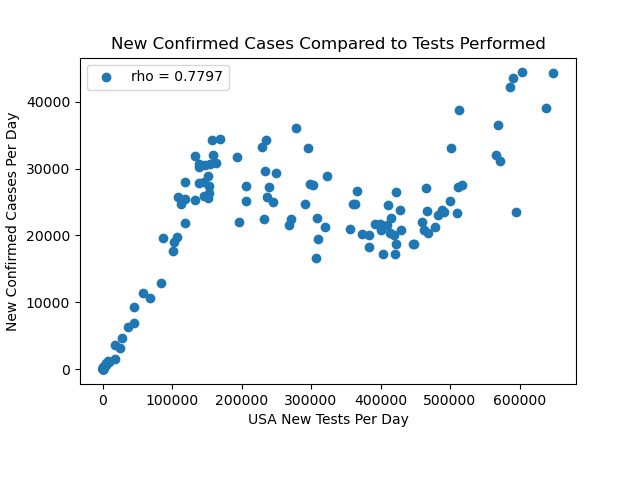 New Confirmed Cases Compared to Tests Performed
rho = 0.7797
New Confirmed Caeses Per Day
40000
30000
20000
10000
0
0 100000 200000 300000 400000 500000 600000
USA New Tests Per Day